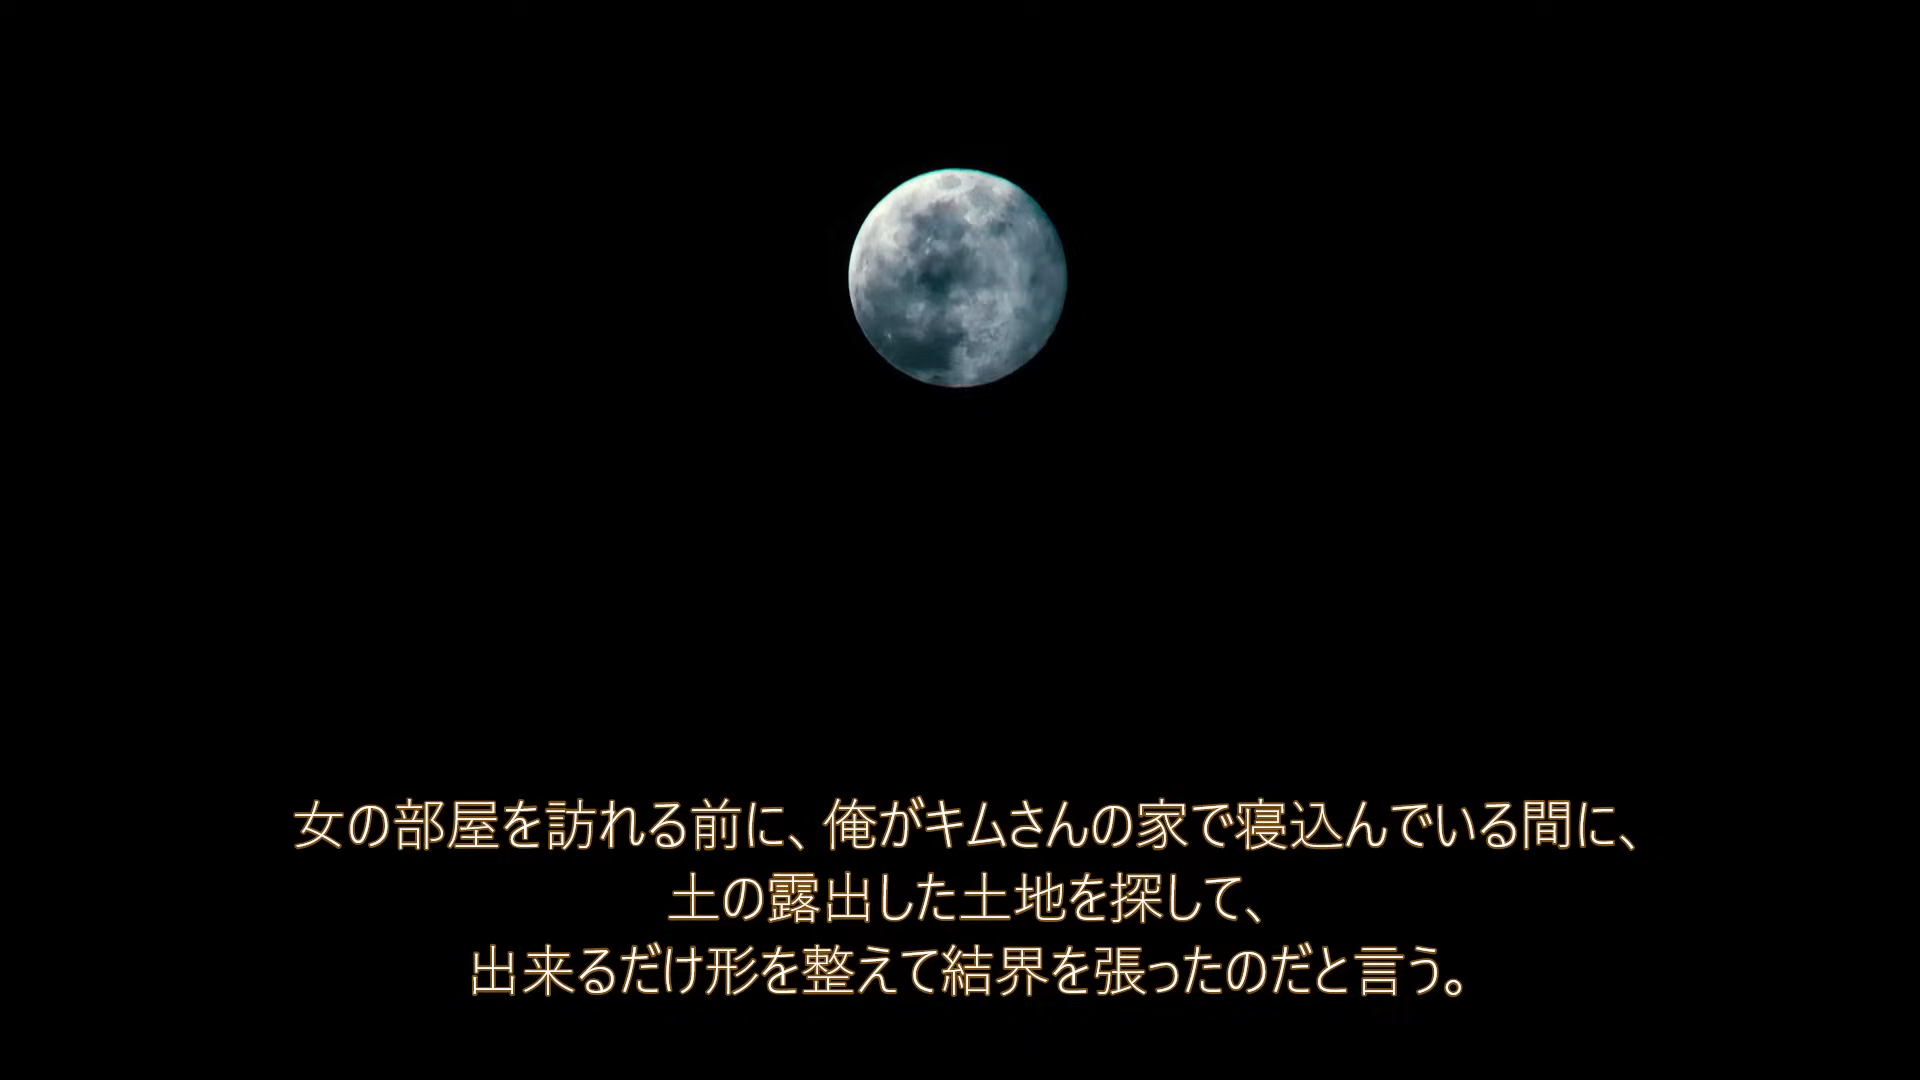 女の部屋を訪れる前に、俺がキムさんの家で寝込んでいる間に、
土の露出した土地を探して、
出来るだけ形を整えて結界を張ったのだと言う。